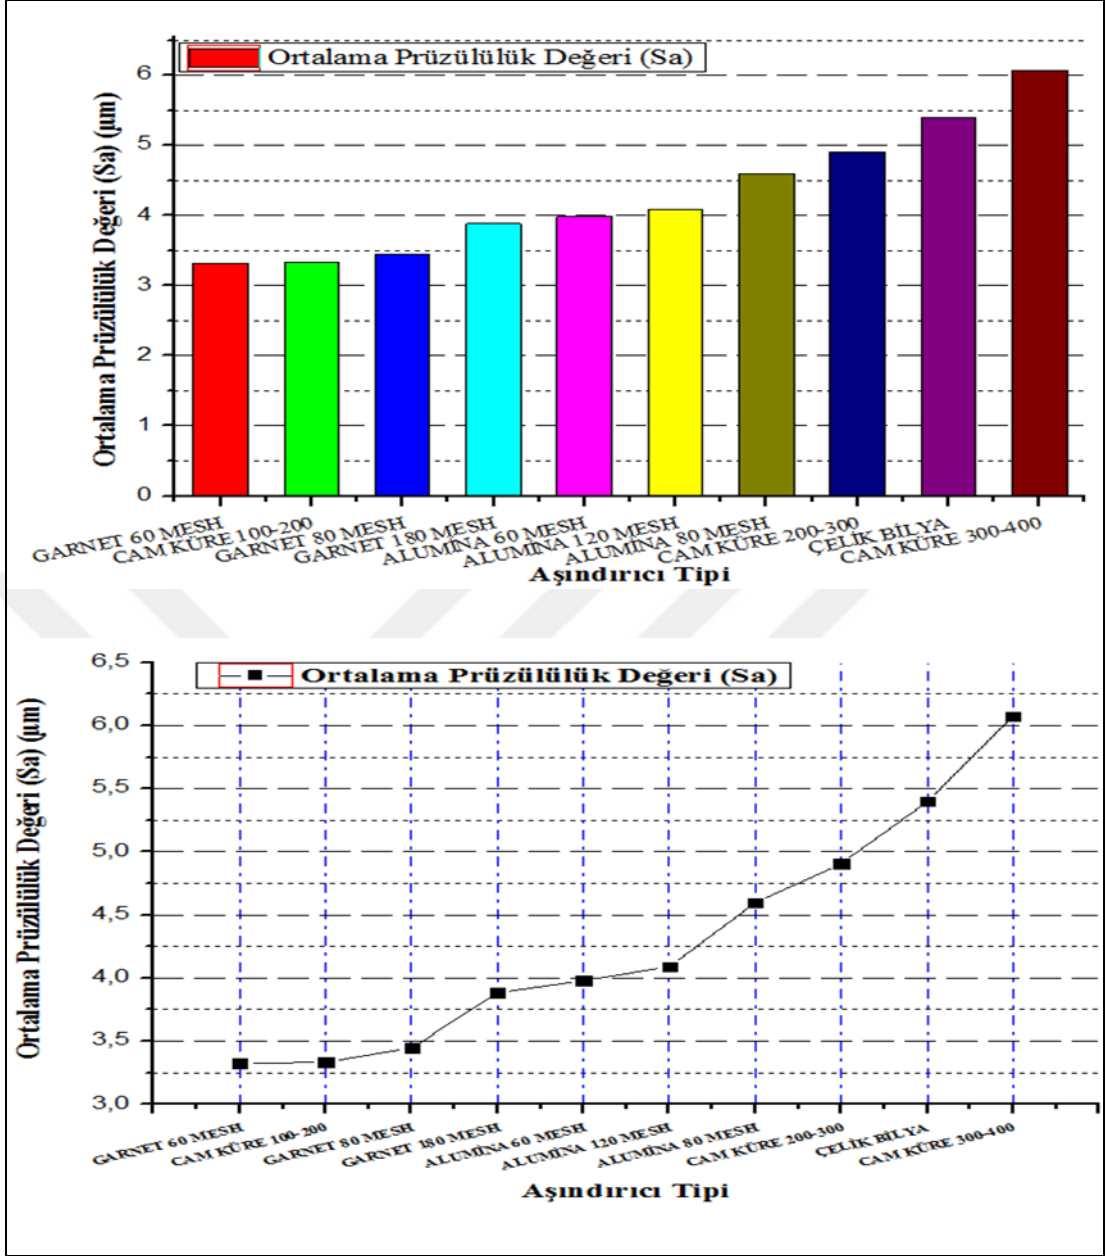 Ortalama Prüzülülük Değeri (Sa)
Ortalama Prüzülülük Değeri (Sa) (µm)
6
5
4
3
2
1
0
GARNET 60 MESH
CAM KÜRE 100-200
GARNET 80 MESH
GARNET 180 MESH
ALUMİNA 60 MESH
ALUMİNA 120 MESH
ALUMİNA 80 MESH
CAM KÜRE 200-300
ÇELİK BİLYA
CAM KÜRE 300-400
Aşındırıcı Tipi
Ortalama Prüzülülük Değeri (Sa)
Ortalama Prüzülülük Değeri (Sa) (µm)
6,5
6,0
5,5
5,0
4,5
4,0
3,5
3,0
GARNET 60 MESH
CAM KÜRE 100-200
GARNET 80 MESH
GARNET 180 MESH
ALUMİNA 60 MESH
ALUMİNA 120 MESH
ALUMİNA 80 MESH
CAM KÜRE 200-300
ÇELİK BİLYA
CAM KÜRE 300-400
Aşındırıcı Tipi